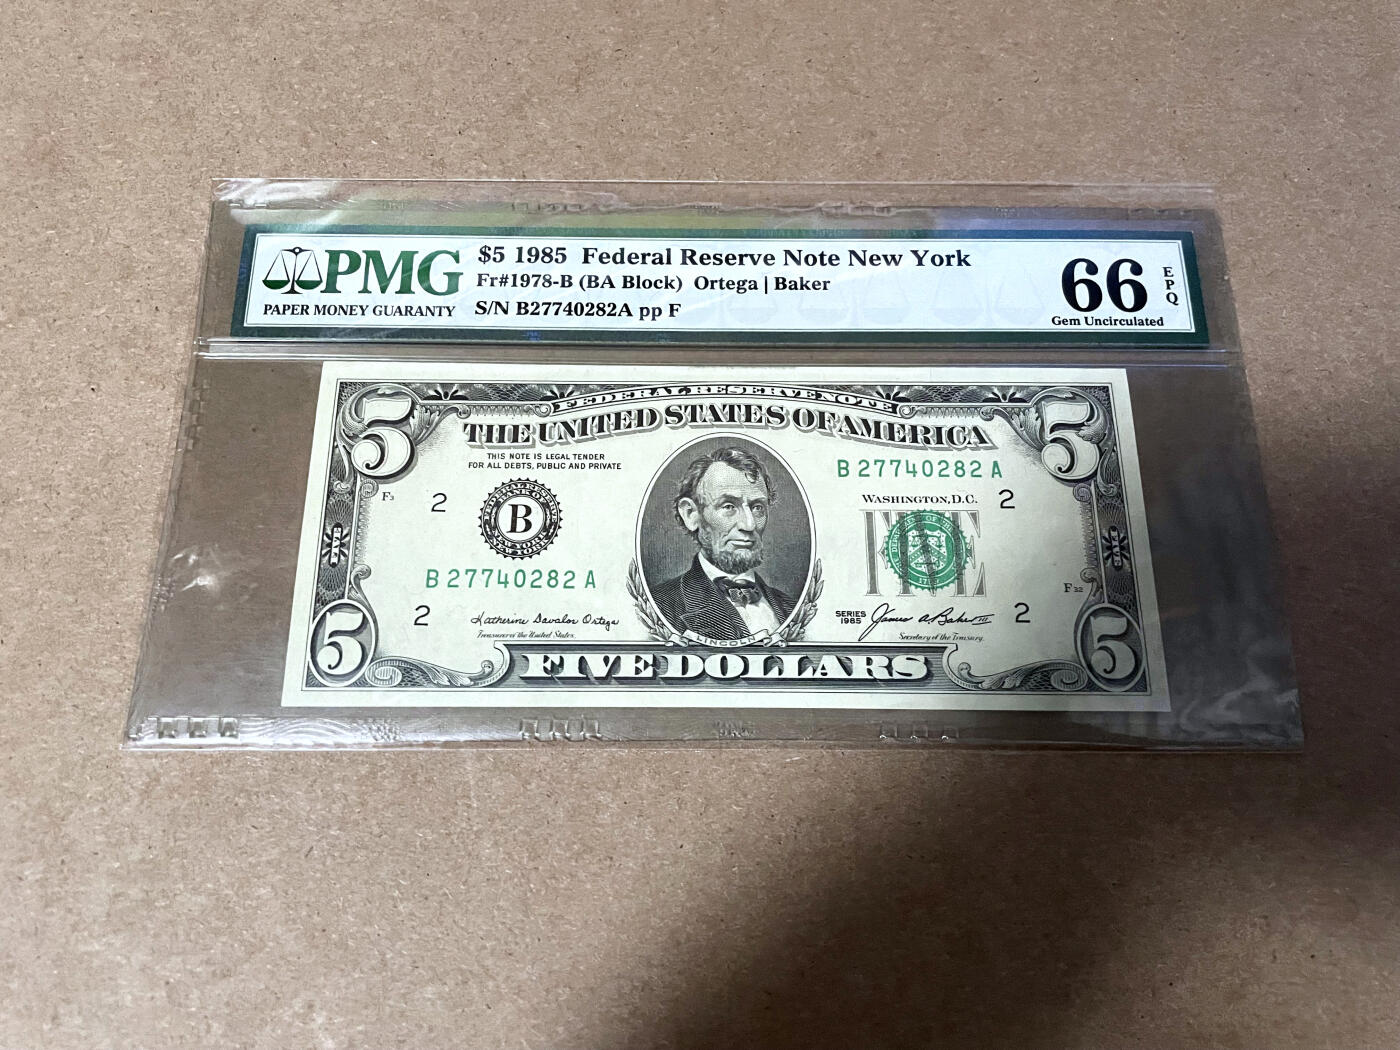 PMG
PAPER MONEY GUARANTY
$5 1985 Federal Reserve Note New York
Fr#1978-B (BA Block) Ortega | Baker
S/N B27740282A pp F
66
EPQ
Gem Uncirculated
FEDERAL RESERVE NOTE
THE UNITED STATES OF AMERICA
5
5
THIS NOTE IS LEGAL TENDER
FOR ALL DEBTS, PUBLIC AND PRIVATE
B 27740282 A
F3
2
WASHINGTON, D.C.
2
B
FIVE
FIVE
FIVE
B 27740282 A
F 32
2
Katherine Davalos Ortega
Treasurer of the United States.
SERIES
1985
James A. Baker III
Secretary of the Treasury.
2
LINCOLN
5
FIVE DOLLARS
5